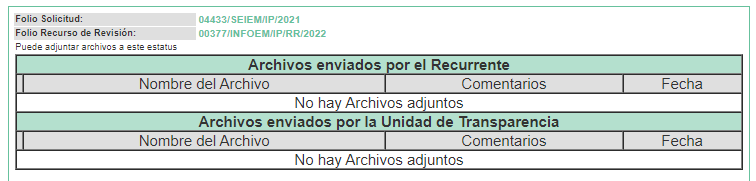 Folio Solicitud: 04433/SEIEM/IP/2021
Folio Recurso de Revisión: 00377/INFOEM/IP/RR/2022
Puede adjuntar archivos a este estatus
Archivos enviados por el Recurrente
Nombre del Archivo Comentarios Fecha
No hay Archivos adjuntos
Archivos enviados por la Unidad de Transparencia
Nombre del Archivo Comentarios Fecha
No hay Archivos adjuntos